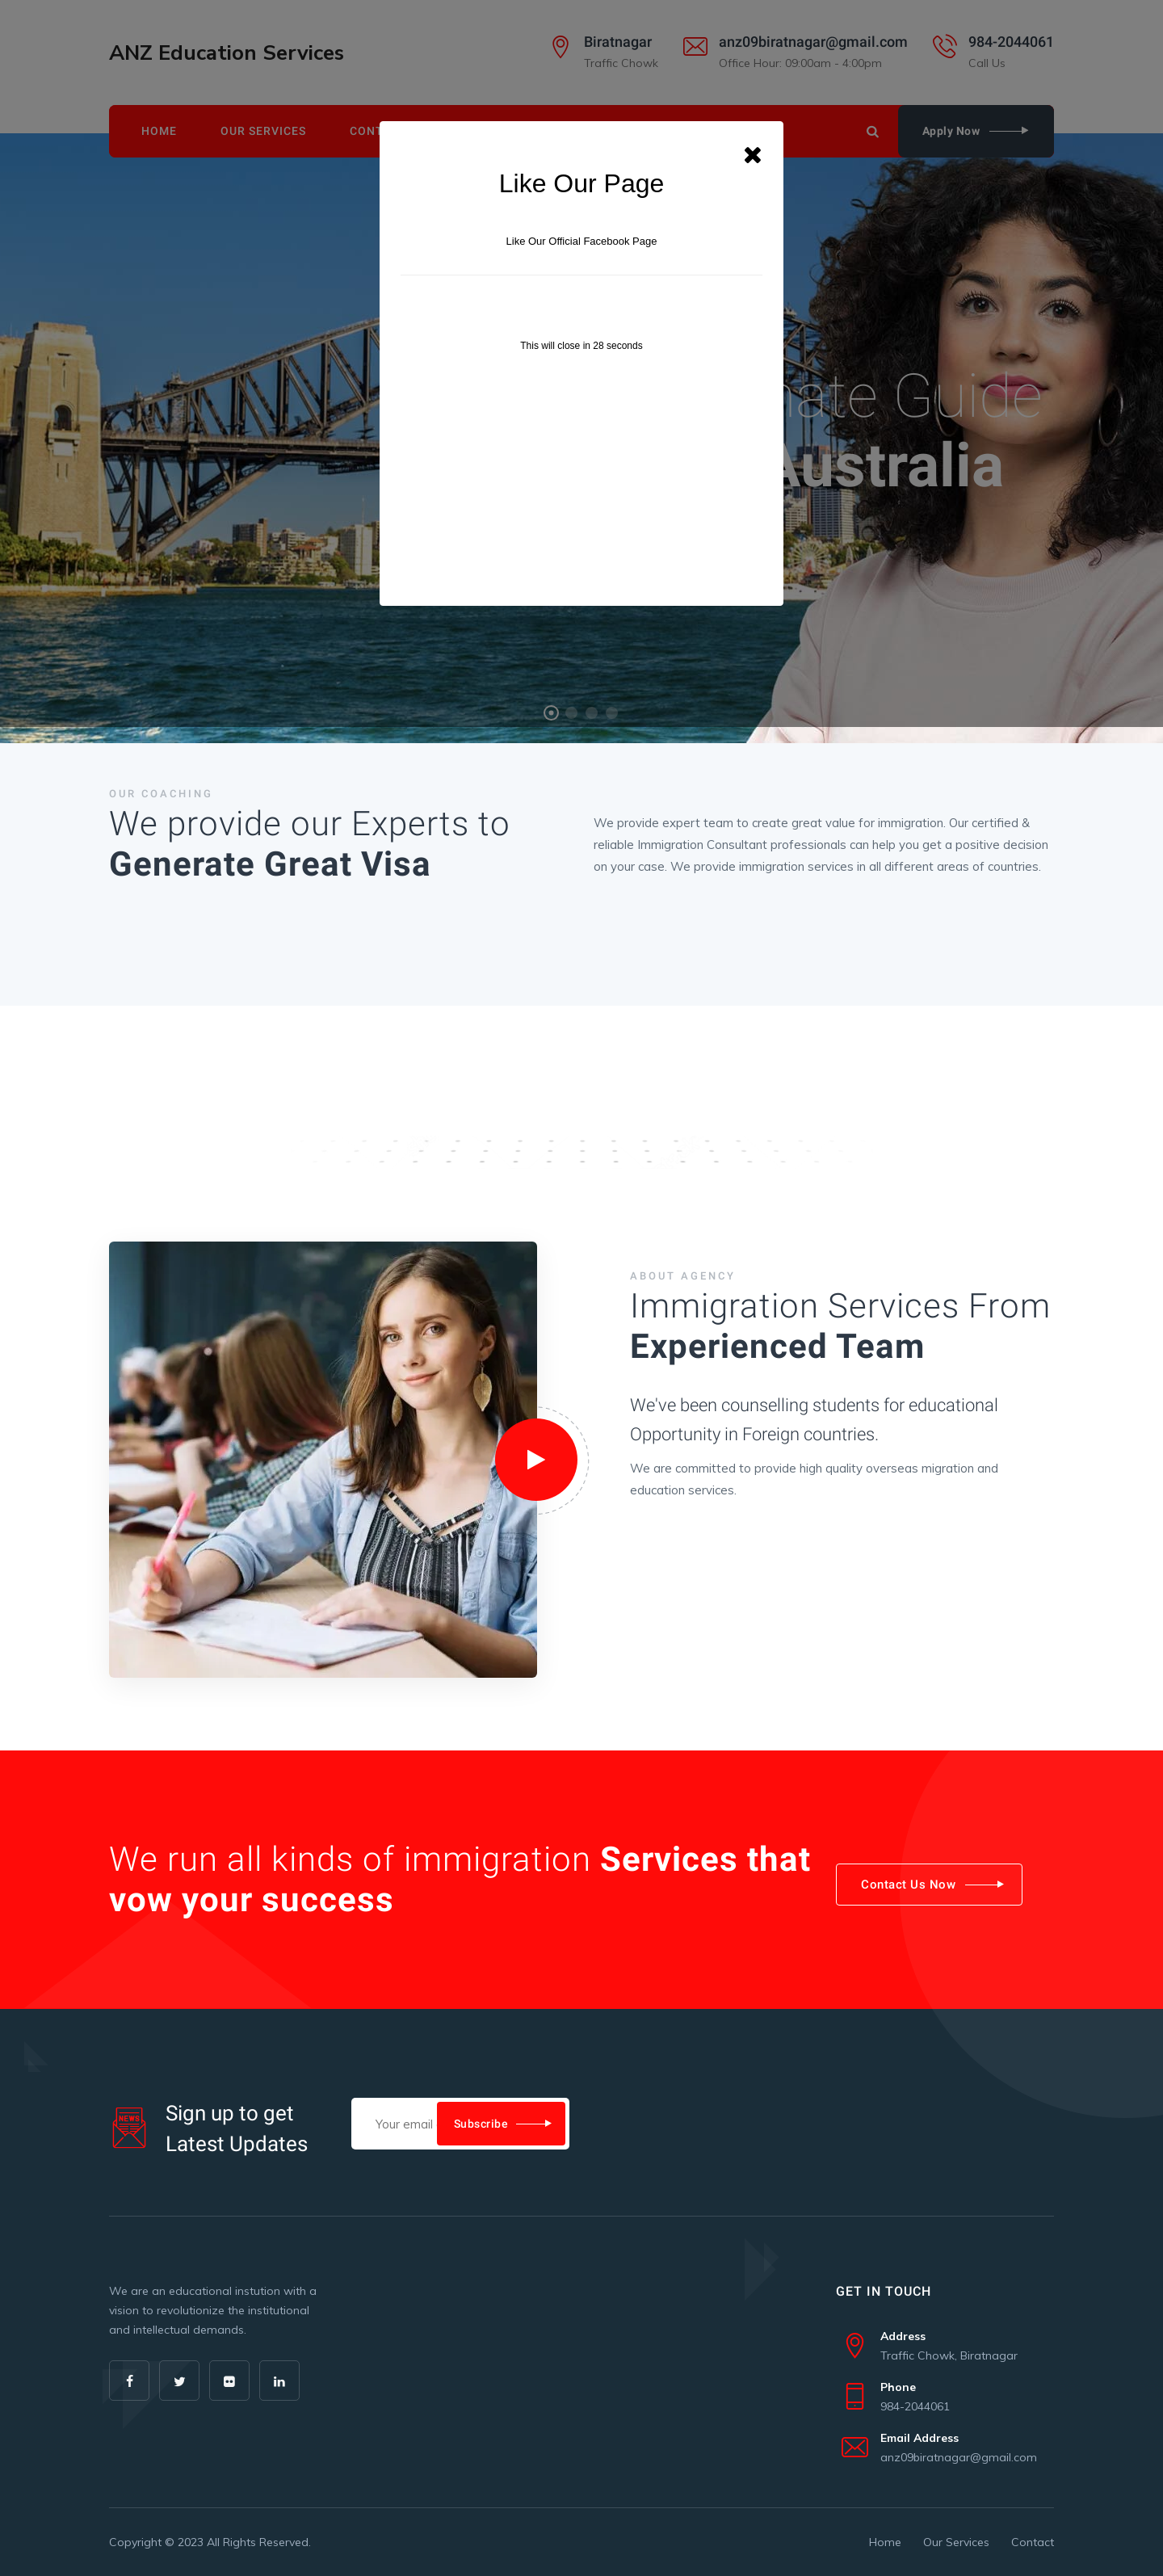 ANZ Education Services
Biratnagar
Traffic Chowk
anz09biratnagar@gmail.com
Office Hour: 09:00am - 4:00pm
984-2044061
Call Us
HOME
OUR SERVICES
Apply Now
Like Our Page
Like Our Official Facebook Page
This will close in 28 seconds
Guide
Australia
OUR COACHING
We provide our Experts to
Generate Great Visa
We provide expert team to create great value for immigration. Our certified &
reliable Immigration Consultant professionals can help you get a positive decision
on your case. We provide immigration services in all different areas of countries.
ABOUT AGENCY
Immigration Services From
Experienced Team
We've been counselling students for educational
Opportunity in Foreign countries.
We are committed to provide high quality overseas migration and
education services.
We run all kinds of immigration Services that
vow your success
Contact Us Now
NEWS
Sign up to get
Latest Updates
Your email
Subscribe
We are an educational instution with a
vision to revolutionize the institutional
and intellectual demands.
GET IN TOUCH
Address
Traffic Chowk, Biratnagar
Phone
984-2044061
Email Address
anz09biratnagar@gmail.com
Copyright © 2023 All Rights Reserved.
Home
Our Services
Contact